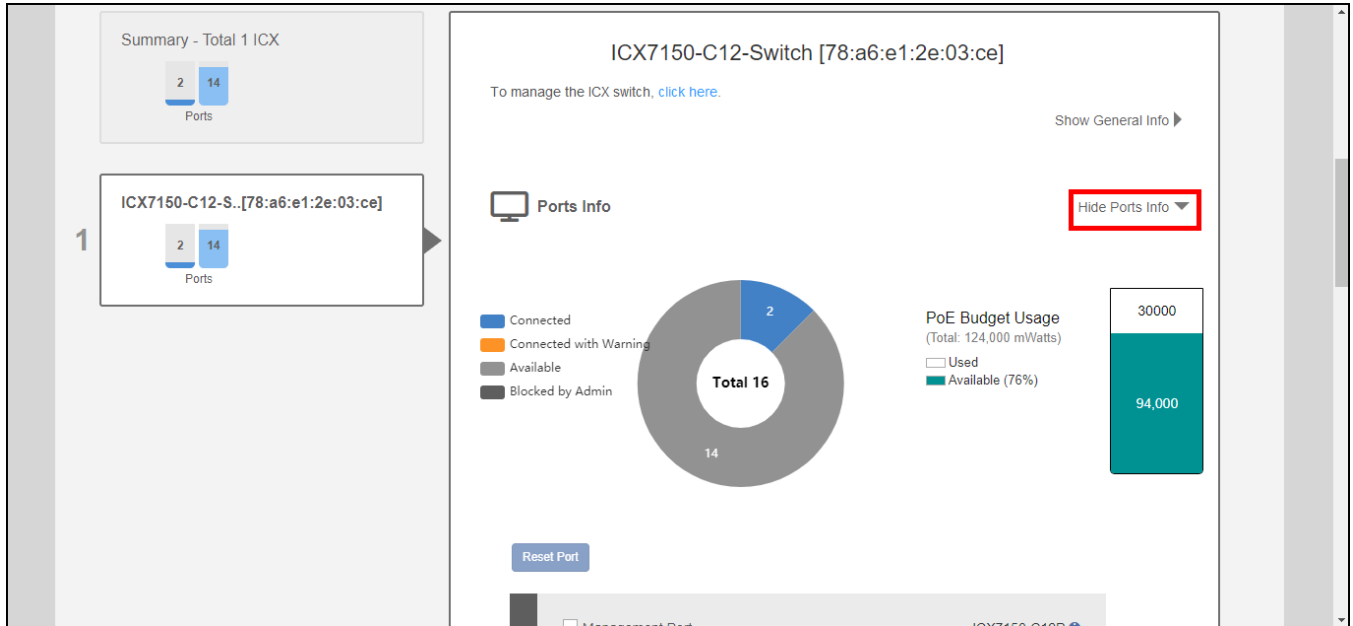 Summary - Total 1 ICX
2 14
Ports
1
ICX7150-C12-S..[78:a6:e1:2e:03:ce]
2 14
Ports
ICX7150-C12-Switch [78:a6:e1:2e:03:ce]
To manage the ICX switch, click here.
Show General Info
Ports Info
Hide Ports Info
Connected
Connected with Warning
Available
Blocked by Admin
2
Total 16
14
PoE Budget Usage
(Total: 124,000 mWatts)
Used
Available (76%)
30000
94,000
Reset Port
Management Port